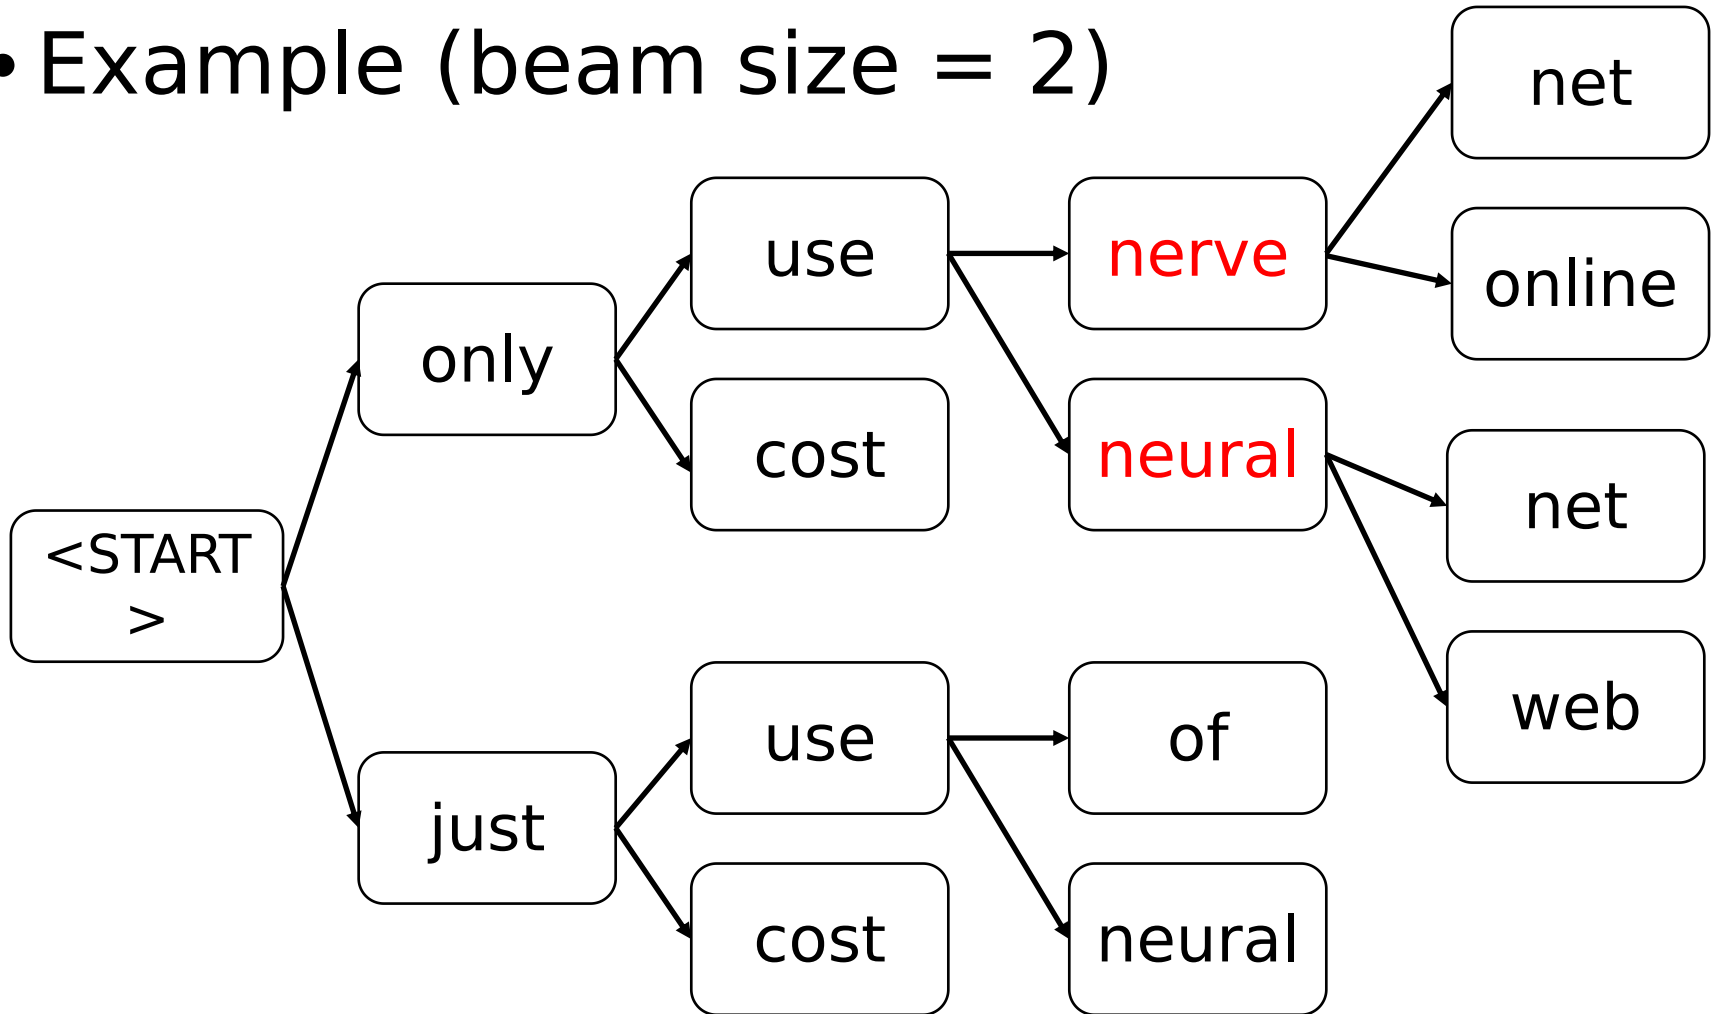 • Example (beam size = 2)
net
use
nerve
online
only
cost
neural
net
<START
>
use
of
web
just
cost
neural